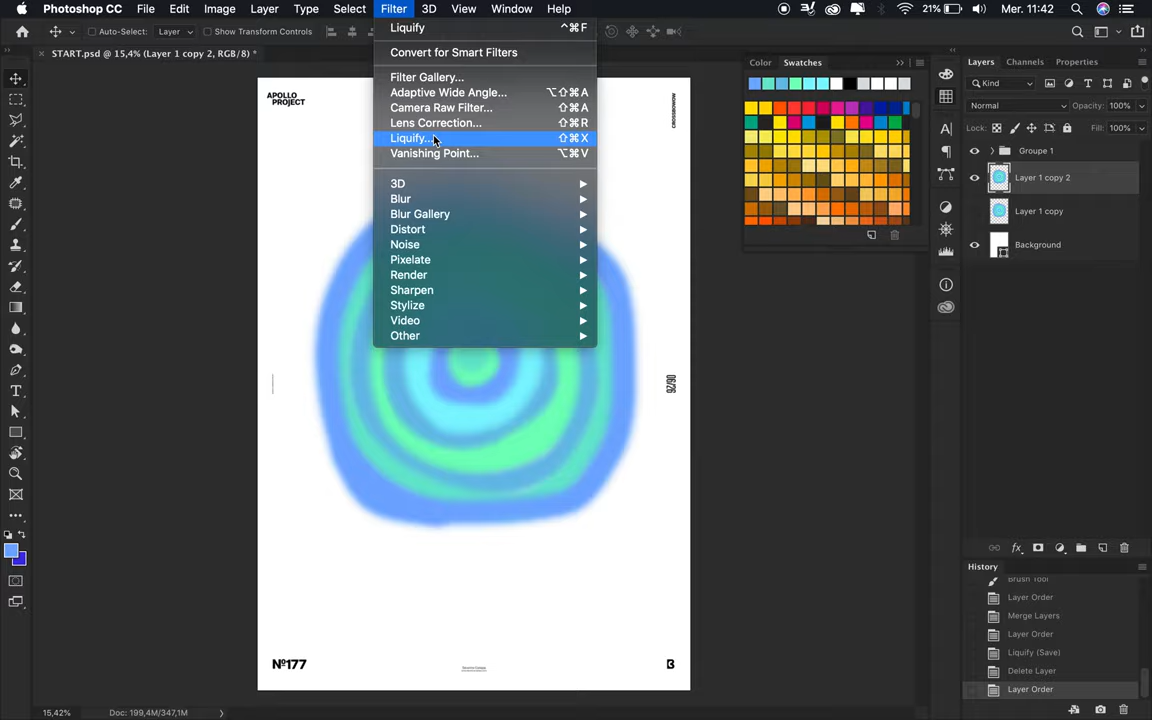 Photoshop CC File Edit Image Layer Type Select Filter 3D View Window Help 21% Mer. 11:42
Auto-Select: Layer Show Transform Controls
START.psd @ 15,4% (Layer 1 copy 2, RGB/8) *
Liquify ⌃⌘F
Convert for Smart Filters
Filter Gallery...
Adaptive Wide Angle... ⌥⇧⌘A
Camera Raw Filter... ⇧⌘A
Lens Correction... ⇧⌘R
Liquify... ⇧⌘X
Vanishing Point... ⌥⌘V
3D
Blur
Blur Gallery
Distort
Noise
Pixelate
Render
Sharpen
Stylize
Video
Other
APOLLO
PROJECT
CROSSBOWMOON
92/90
Nº177
B
Color Swatches
Layers Channels Properties
Kind
Normal Opacity: 100%
Lock: Fill: 100%
Groupe 1
Layer 1 copy 2
Layer 1 copy
Background
History
Brush Tool
Layer Order
Merge Layers
Layer Order
Liquify (Save)
Delete Layer
Layer Order
15,42% Doc: 199,4M/347,1M